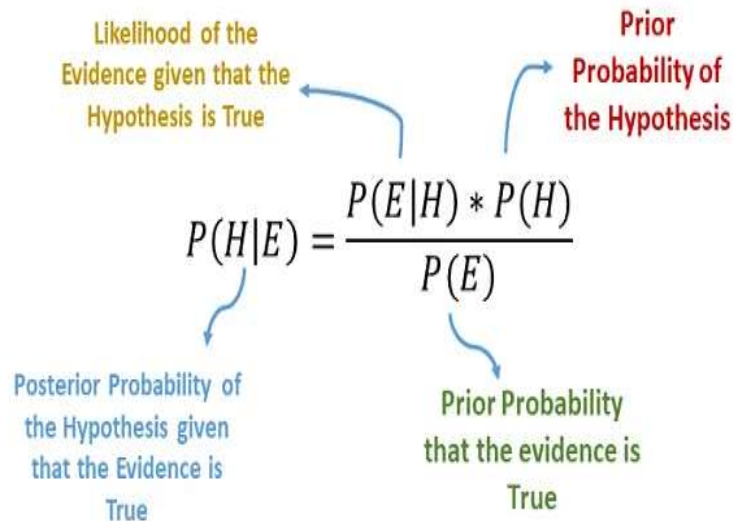 Likelihood of the
Evidence given that the
Hypothesis is True
Prior
Probability of
the Hypothesis
P(H|E) = P(E|H) * P(H)
P(E)
Posterior Probability of
the Hypothesis given
that the Evidence is
True
Prior Probability
that the evidence is
True